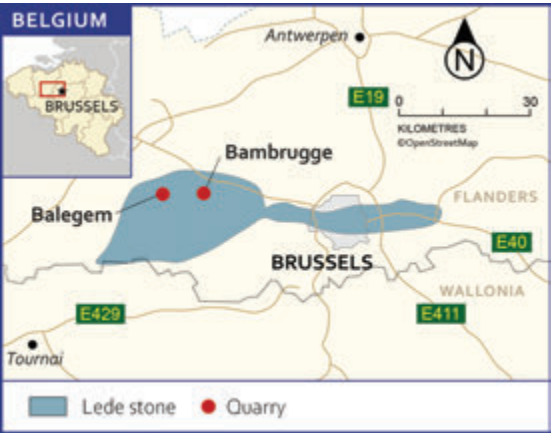 BELGIUM
BRUSSELS
Antwerpen
N
E19
0 30
KILOMETRES
©OpenStreetMap
Bambrugge
Balegem
FLANDERS
E40
BRUSSELS
WALLONIA
E429
E411
Tournai
Lede stone
Quarry